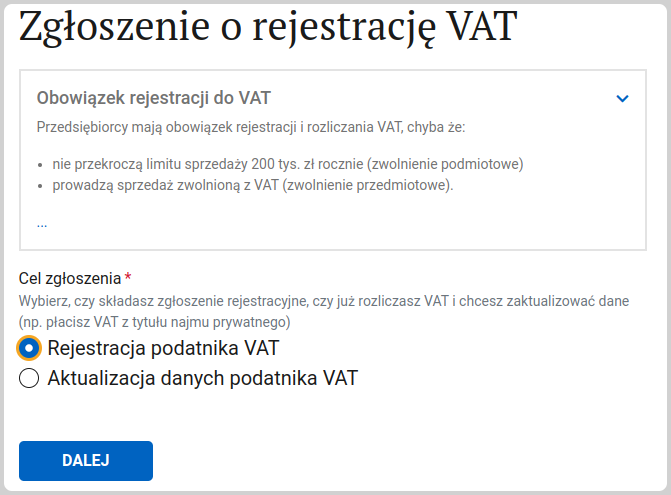 Zgłoszenie o rejestrację VAT
Obowiązek rejestracji do VAT
Przedsiębiorcy mają obowiązek rejestracji i rozliczania VAT, chyba że:
• nie przekroczą limitu sprzedaży 200 tys. zł rocznie (zwolnienie podmiotowe)
• prowadzą sprzedaż zwolnioną z VAT (zwolnienie przedmiotowe).
...
Cel zgłoszenia *
Wybierz, czy składasz zgłoszenie rejestracyjne, czy już rozliczasz VAT i chcesz zaktualizować dane
(np. płacisz VAT z tytułu najmu prywatnego)
Rejestracja podatnika VAT
Aktualizacja danych podatnika VAT
DALEJ